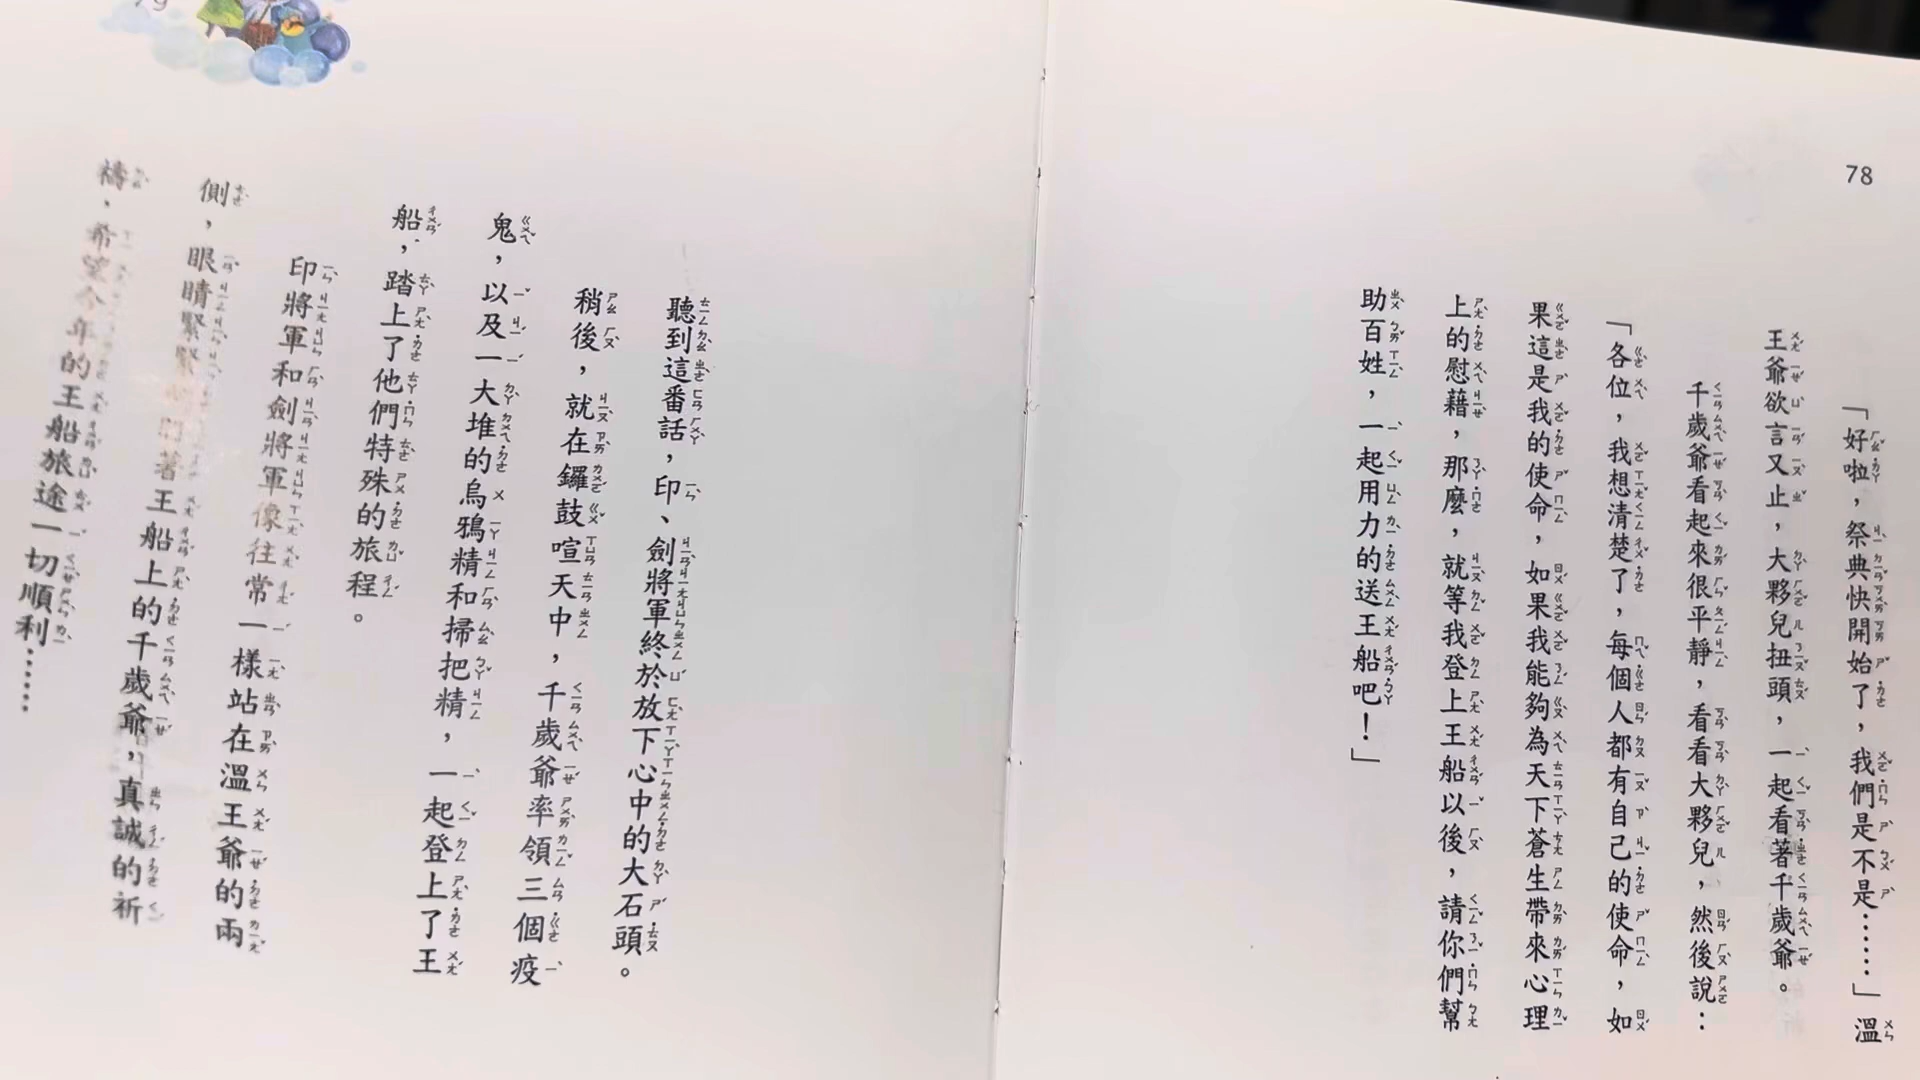 78
「好啦，祭典快開始了，我們是不是……」溫
王爺欲言又止，大夥兒扭頭，一起看著千歲爺。
千歲爺看起來很平靜，看看大夥兒，然後說：
「各位，我想清楚了，每個人都有自己的使命，如
果這是我的使命，如果我能夠為天下蒼生帶來心理
上的慰藉，那麼，就等我登上王船以後，請你們幫
助百姓，一起用力的送王船吧！」
聽到這番話，印、劍將軍終於放下心中的大石頭。
稍後，就在鑼鼓喧天中，千歲爺率領三個疫
鬼，以及一大堆的烏鴉精和掃把精，一起登上了王
船，踏上了他們特殊的旅程。
印將軍和劍將軍像往常一樣站在溫王爺的兩
側，眼睛緊緊著王船上的千歲爺，真誠的祈
禱，希望今年的王船旅途一切順利……
79